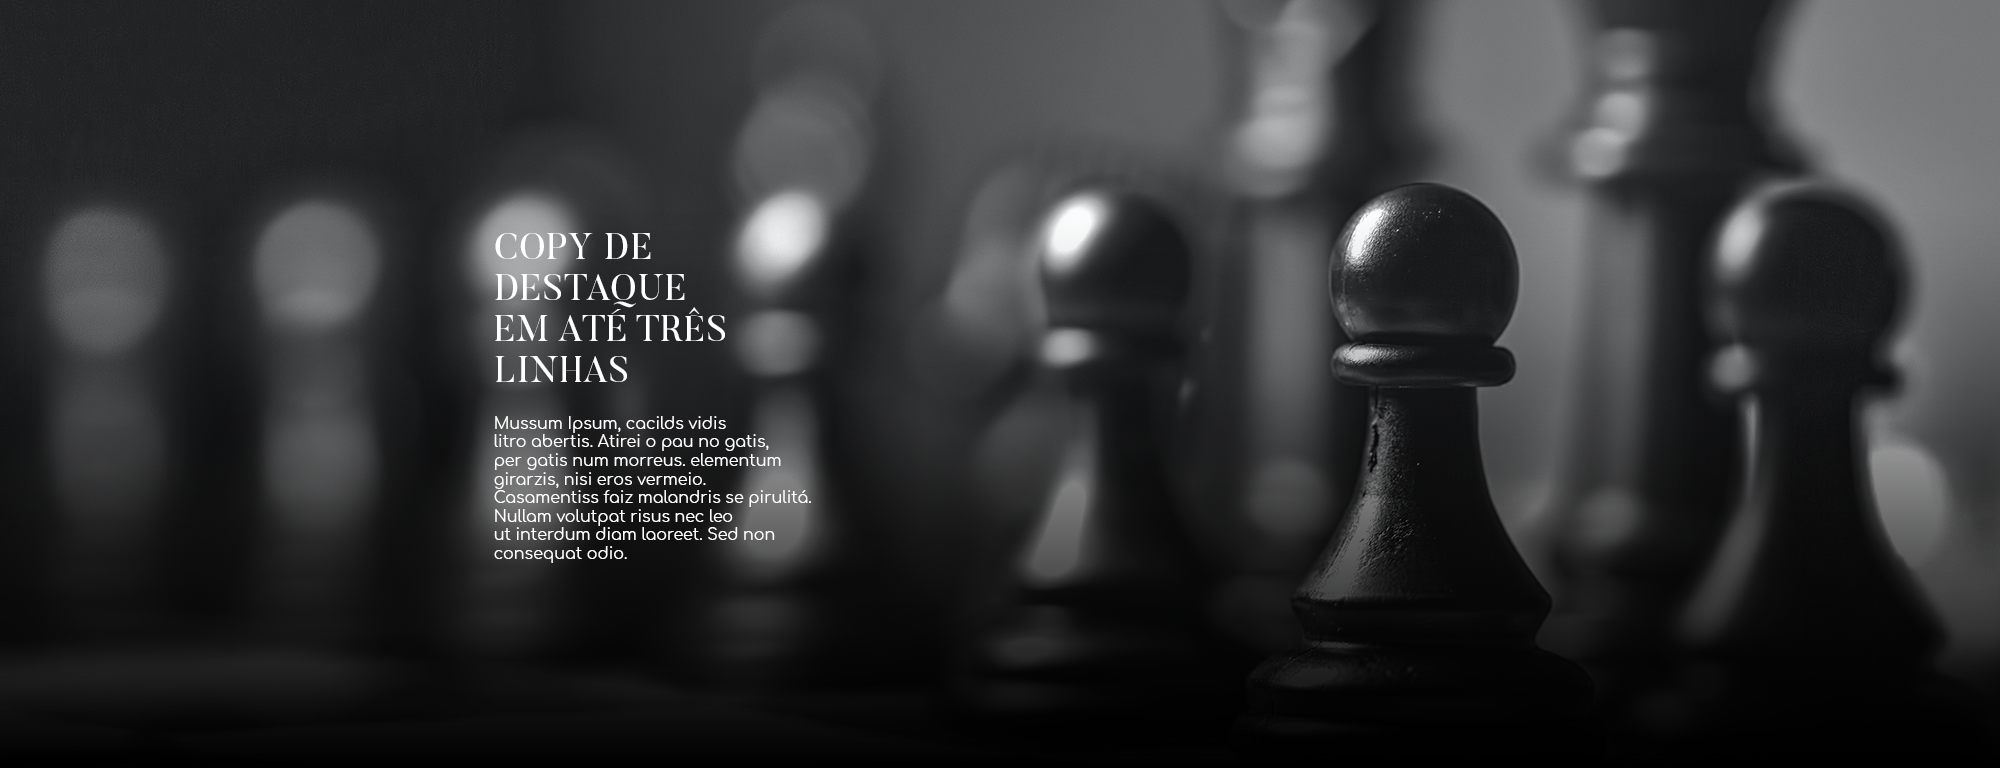 COPY DE
DESTAQUE
EM ATÉ TRÊS
LINHAS
Mussum Ipsum, cacilds vidis
litro abertis. Atirei o pau no gatis,
per gatis num morreus. elementum
girarzis, nisi eros vermeio.
Casamentiss faiz malandris se pirulitá.
Nullam volutpat risus nec leo
ut interdum diam laoreet. Sed non
consequat odio.